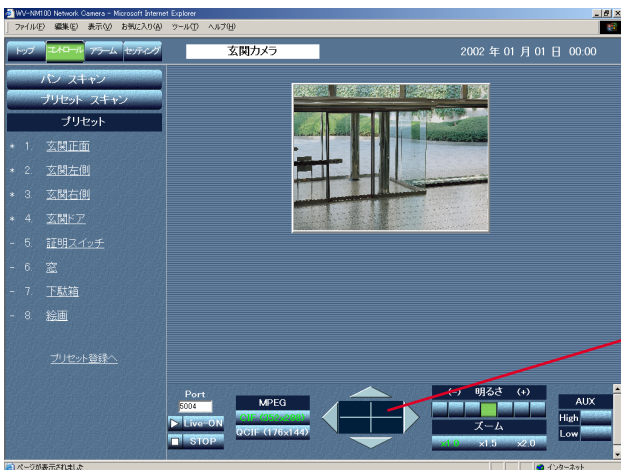 WV-NM100 Network Camera - Microsoft Internet Explorer
ファイル(F) 編集(E) 表示(V) お気に入り(A) ツール(T) ヘルプ(H)
トップ コントロール アラーム セッティング 玄関カメラ 2002 年 01 月 01 日 00:00
パン スキャン
プリセット スキャン
プリセット
* 1. 玄関正面
* 2. 玄関左側
* 3. 玄関右側
* 4. 玄関ドア
- 5. 証明スイッチ
- 6. 窓
- 7. 下駄箱
- 8. 絵画
プリセット登録へ
Port
5004
Live-ON
STOP
MPEG
QCIF (176x144)
(-) 明るさ (+)
ズーム
x1.0 x1.5 x2.0
AUX
High
Low
ページが表示されました インターネット